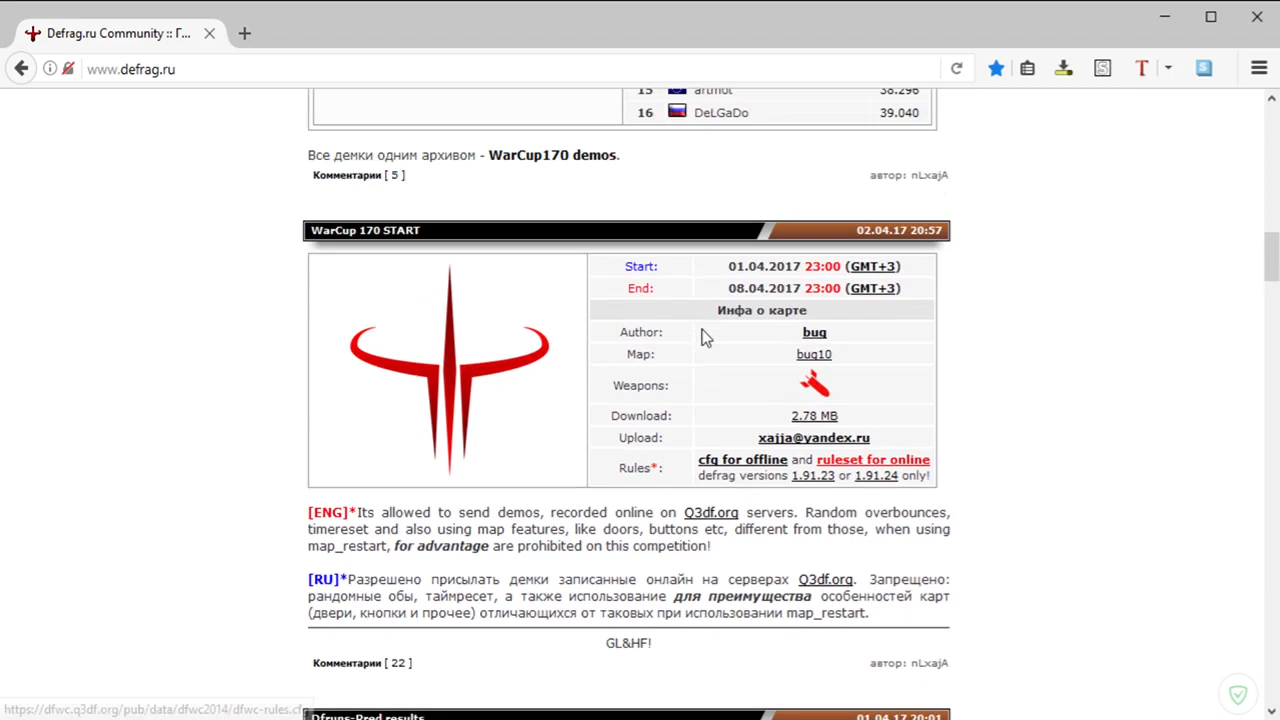 Defrag.ru Community :: Г...
www.defrag.ru
15 artmot 38.296
16 DeLGaDo 39.040
Все демки одним архивом - WarCup170 demos.
Комментарии [ 5 ]
автор: nLxajA
WarCup 170 START
02.04.17 20:57
Start: 01.04.2017 23:00 (GMT+3)
End: 08.04.2017 23:00 (GMT+3)
Инфа о карте
Author: bug
Map: bug10
Weapons:
Download: 2.78 MB
Upload: xajja@yandex.ru
Rules*: cfg for offline and ruleset for online
defrag versions 1.91.23 or 1.91.24 only!
[ENG]*Its allowed to send demos, recorded online on Q3df.org servers. Random overbounces,
timereset and also using map features, like doors, buttons etc, different from those, when using
map_restart, for advantage are prohibited on this competition!
[RU]*Разрешено присылать демки записанные онлайн на серверах Q3df.org. Запрещено:
рандомные обы, таймресет, а также использование для преимущества особенностей карт
(двери, кнопки и прочее) отличающихся от таковых при использовании map_restart.
GL&HF!
Комментарии [ 22 ]
автор: nLxajA
https://dfwc.q3df.org/pub/data/dfwc2014/dfwc-rules.cf
Dfruns-Pred results
01.04.17 20:01